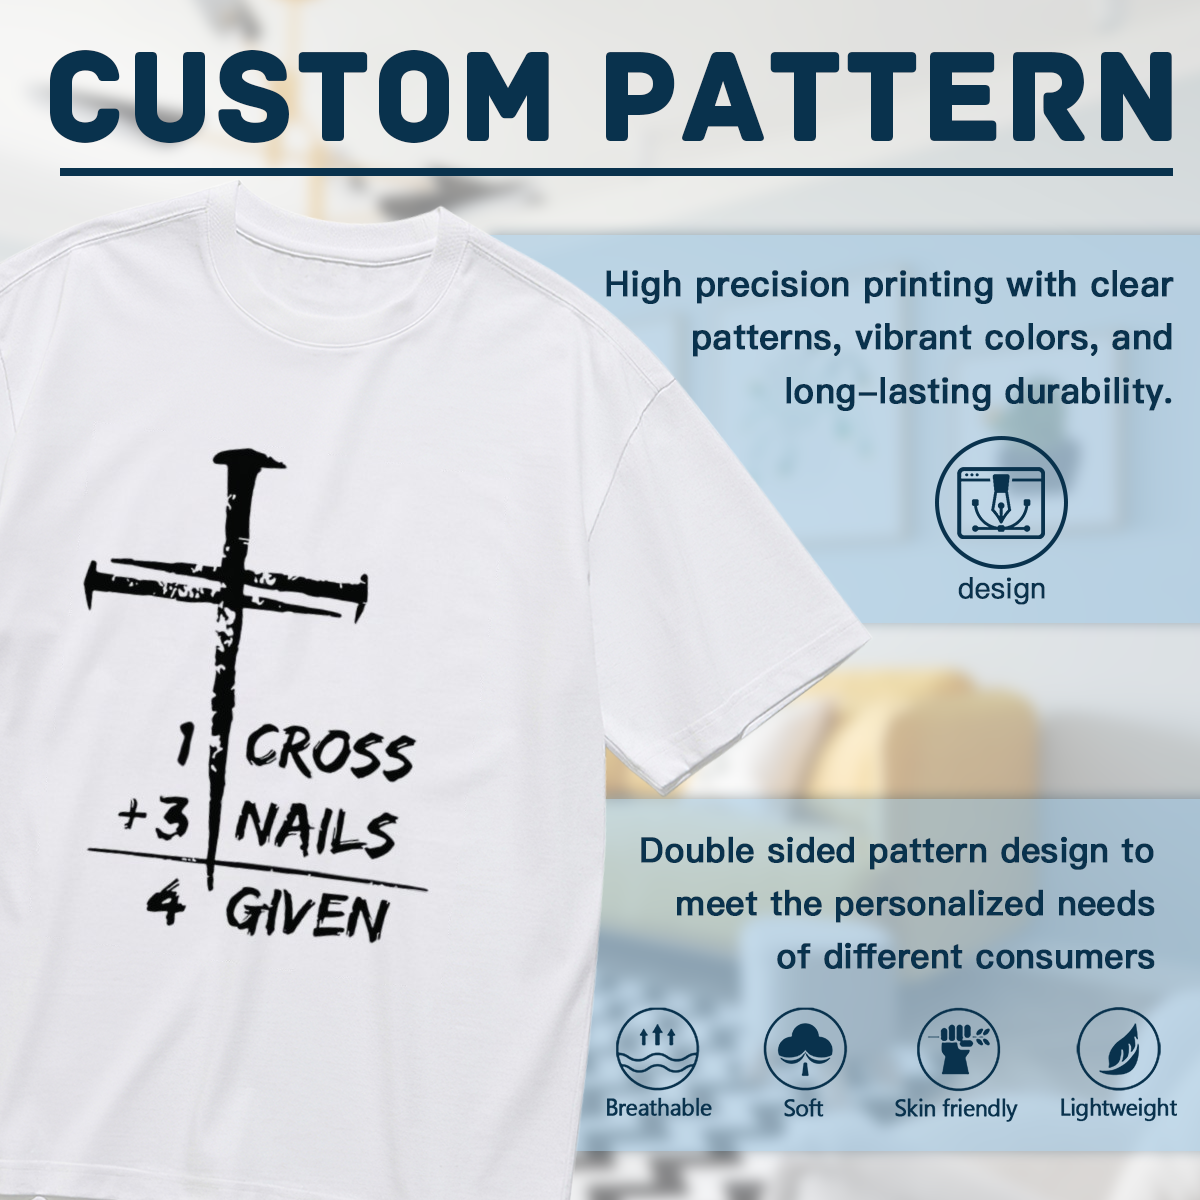 CUSTOM PATTERN
High precision printing with clear
patterns, vibrant colors, and
long-lasting durability.
design
1 CROSS
+3 NAILS
4 GIVEN
Double sided pattern design to
meet the personalized needs
of different consumers
Breathable
Soft
Skin friendly
Lightweight